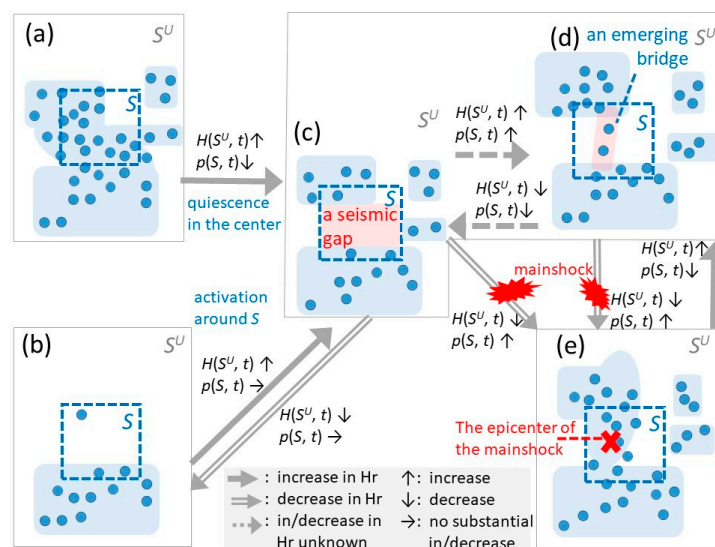 (a)
S^U
S
H(S^U, t)↑
p(S, t)↓
quiescence
in the center
(b)
S^U
S
activation
around S
H(S^U, t) ↑
p(S, t) →
H(S^U, t) ↓
p(S, t) →
(c)
S^U
S
a seismic
gap
H(S^U, t) ↑
p(S, t) ↑
H(S^U, t) ↓
p(S, t)↓
(d)
an emerging
bridge
S^U
S
mainshock
H(S^U, t) ↓
p(S, t) ↑
H(S^U, t) ↓
p(S, t) ↑
H(S^U, t)↑
p(S, t)↓
(e)
S^U
S
The epicenter of
the mainshock
: increase in Hr
: decrease in Hr
: in/decrease in
Hr unknown
↑: increase
↓: decrease
→: no substantial
in/decrease